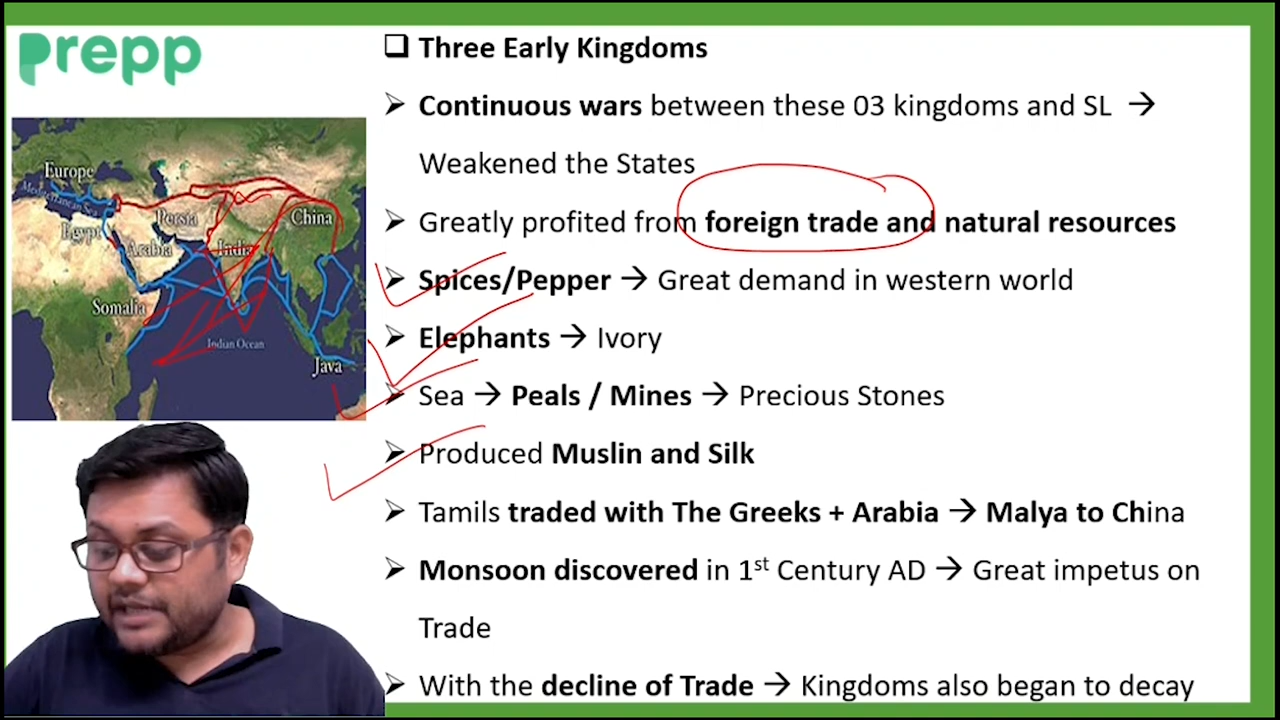 prepp
❑ Three Early Kingdoms
➢ Continuous wars between these 03 kingdoms and SL →
Weakened the States
➢ Greatly profited from foreign trade and natural resources
➢ Spices/Pepper → Great demand in western world
➢ Elephants → Ivory
➢ Sea → Peals / Mines → Precious Stones
➢ Produced Muslin and Silk
➢ Tamils traded with The Greeks + Arabia → Malya to China
➢ Monsoon discovered in 1st Century AD → Great impetus on
Trade
➢ With the decline of Trade → Kingdoms also began to decay
Europe
Mediterranean Sea
Egypt
Persia
China
Arabia
India
Somalia
Indian Ocean
Java